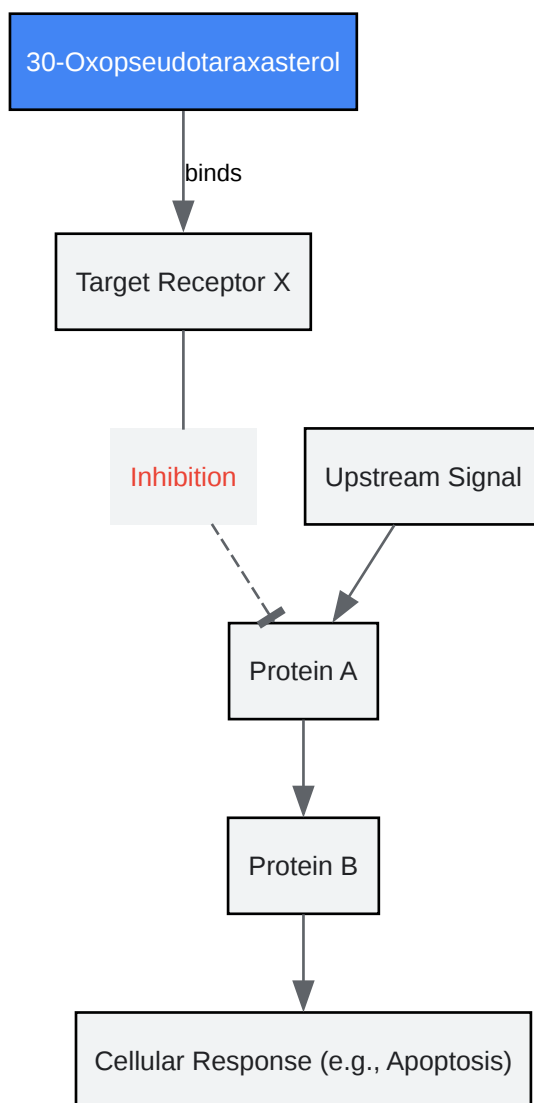 30-Oxopseudotaraxasterol
binds
Target Receptor X
Inhibition
Upstream Signal
Protein A
Protein B
Cellular Response (e.g., Apoptosis)